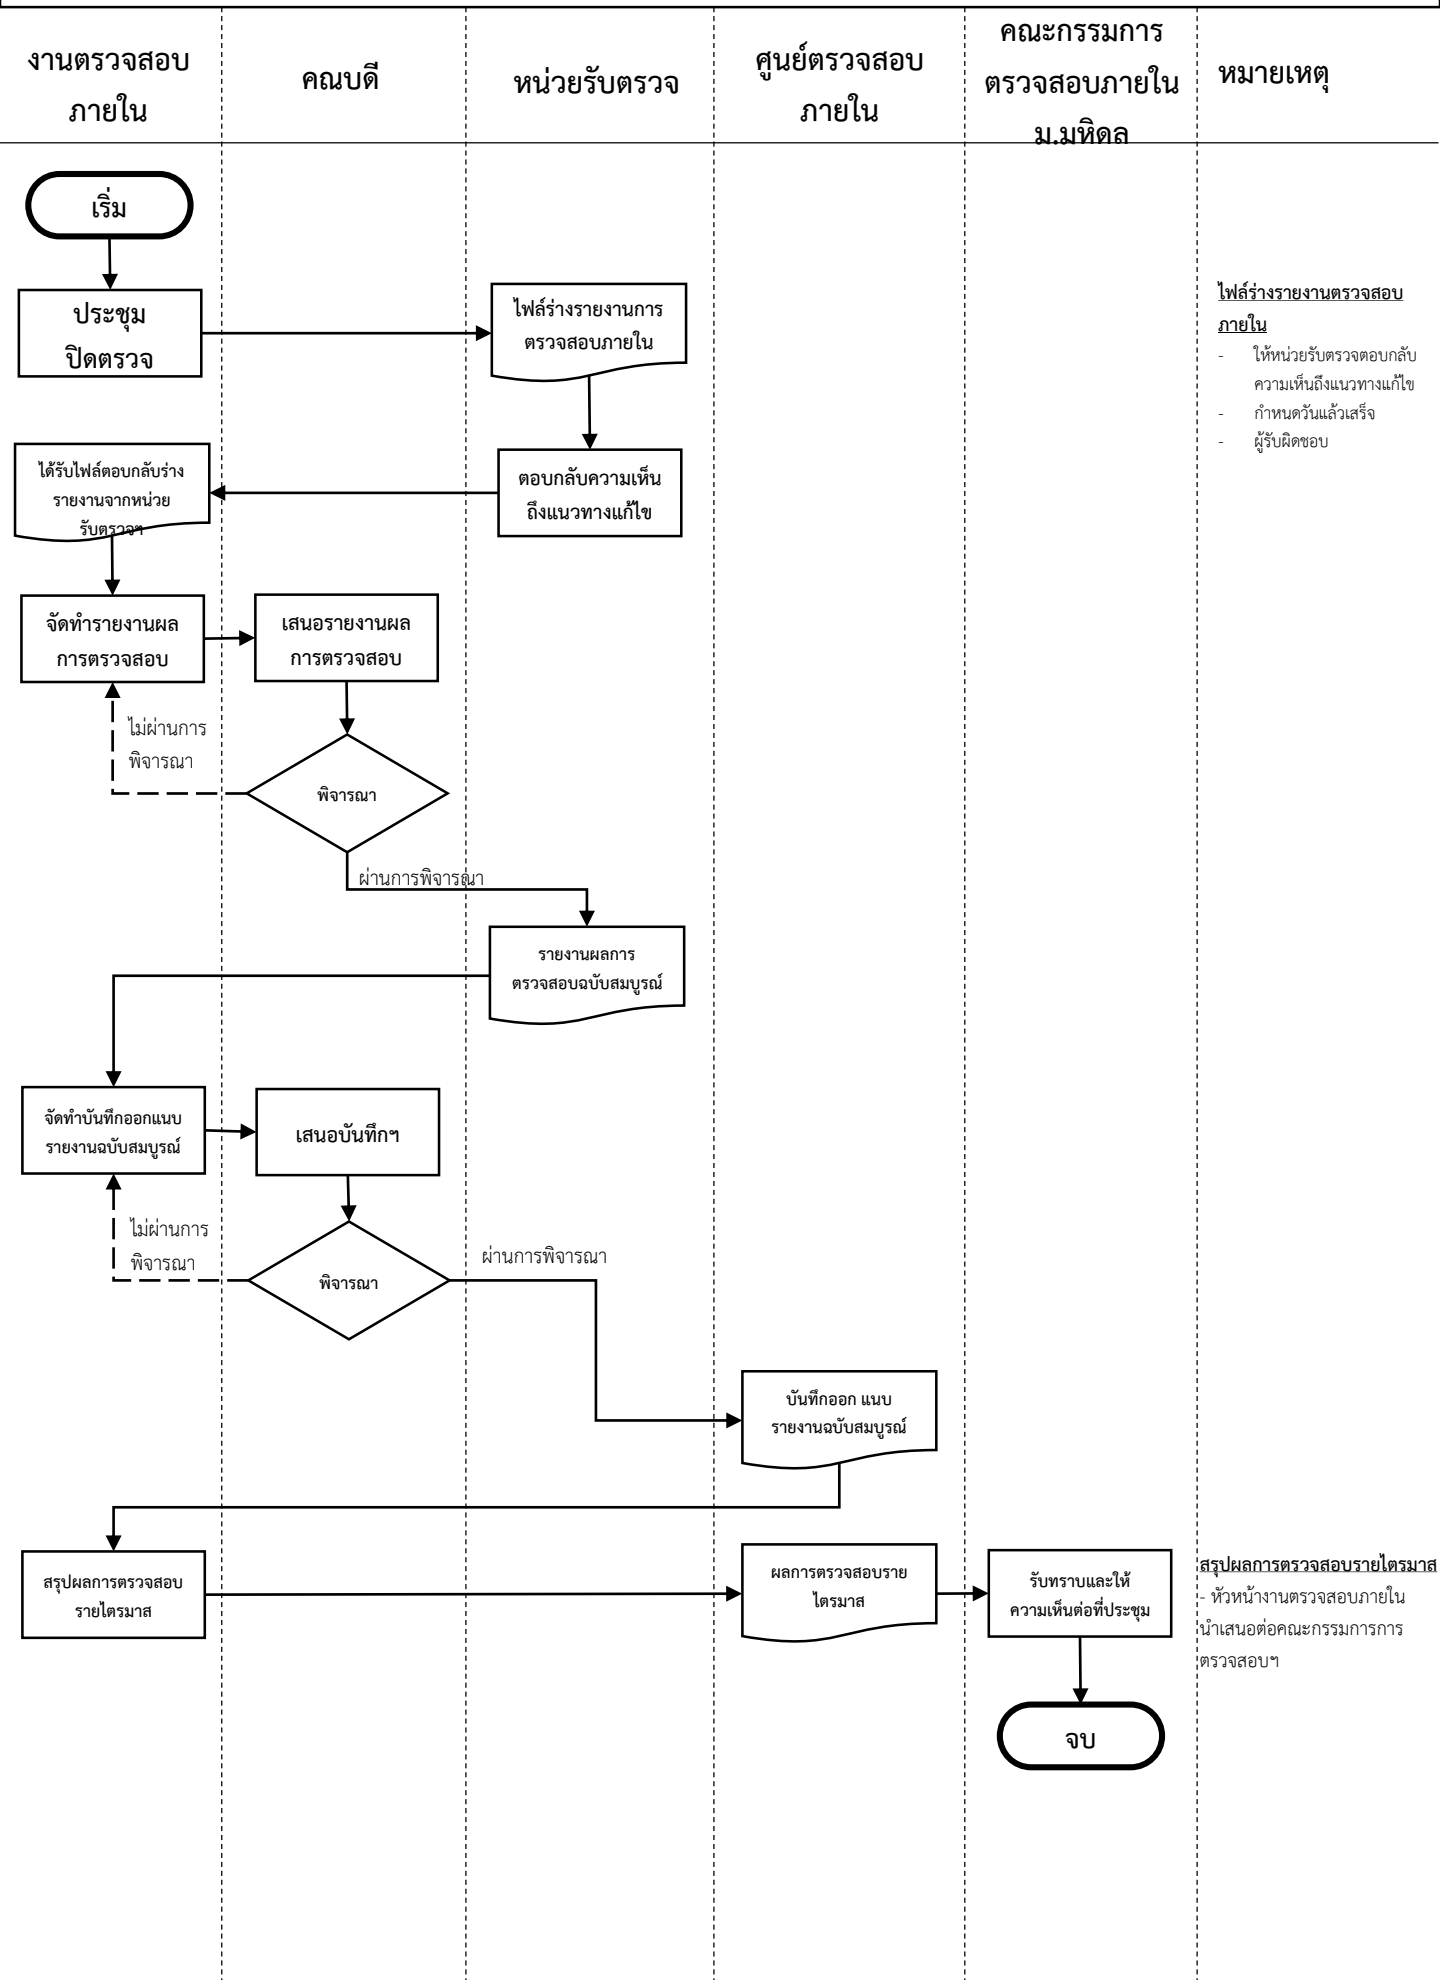 งานตรวจสอบ
ภายใน
คณบดี
หน่วยรับตรวจ
ศูนย์ตรวจสอบ
ภายใน
คณะกรรมการ
ตรวจสอบภายใน
ม.มหิดล
หมายเหตุ
เริ่ม
ประชุม
ปิดตรวจ
ไฟล์ร่างรายงานการ
ตรวจสอบภายใน
ไฟล์ร่างรายงานตรวจสอบ
ภายใน
- ให้หน่วยรับตรวจตอบกลับ
ความเห็นถึงแนวทางแก้ไข
- กำหนดวันแล้วเสร็จ
- ผู้รับผิดชอบ
ตอบกลับความเห็น
ถึงแนวทางแก้ไข
ได้รับไฟล์ตอบกลับร่าง
รายงานจากหน่วย
รับตรวจฯ
จัดทำรายงานผล
การตรวจสอบ
เสนอรายงานผล
การตรวจสอบ
ไม่ผ่านการ
พิจารณา
พิจารณา
ผ่านการพิจารณา
รายงานผลการ
ตรวจสอบฉบับสมบูรณ์
จัดทำบันทึกออกแนบ
รายงานฉบับสมบูรณ์
เสนอบันทึกฯ
ไม่ผ่านการ
พิจารณา
พิจารณา
ผ่านการพิจารณา
บันทึกออก แนบ
รายงานฉบับสมบูรณ์
สรุปผลการตรวจสอบ
รายไตรมาส
ผลการตรวจสอบราย
ไตรมาส
รับทราบและให้
ความเห็นต่อที่ประชุม
สรุปผลการตรวจสอบรายไตรมาส
- หัวหน้างานตรวจสอบภายใน
นำเสนอต่อคณะกรรมการการ
ตรวจสอบฯ
จบ